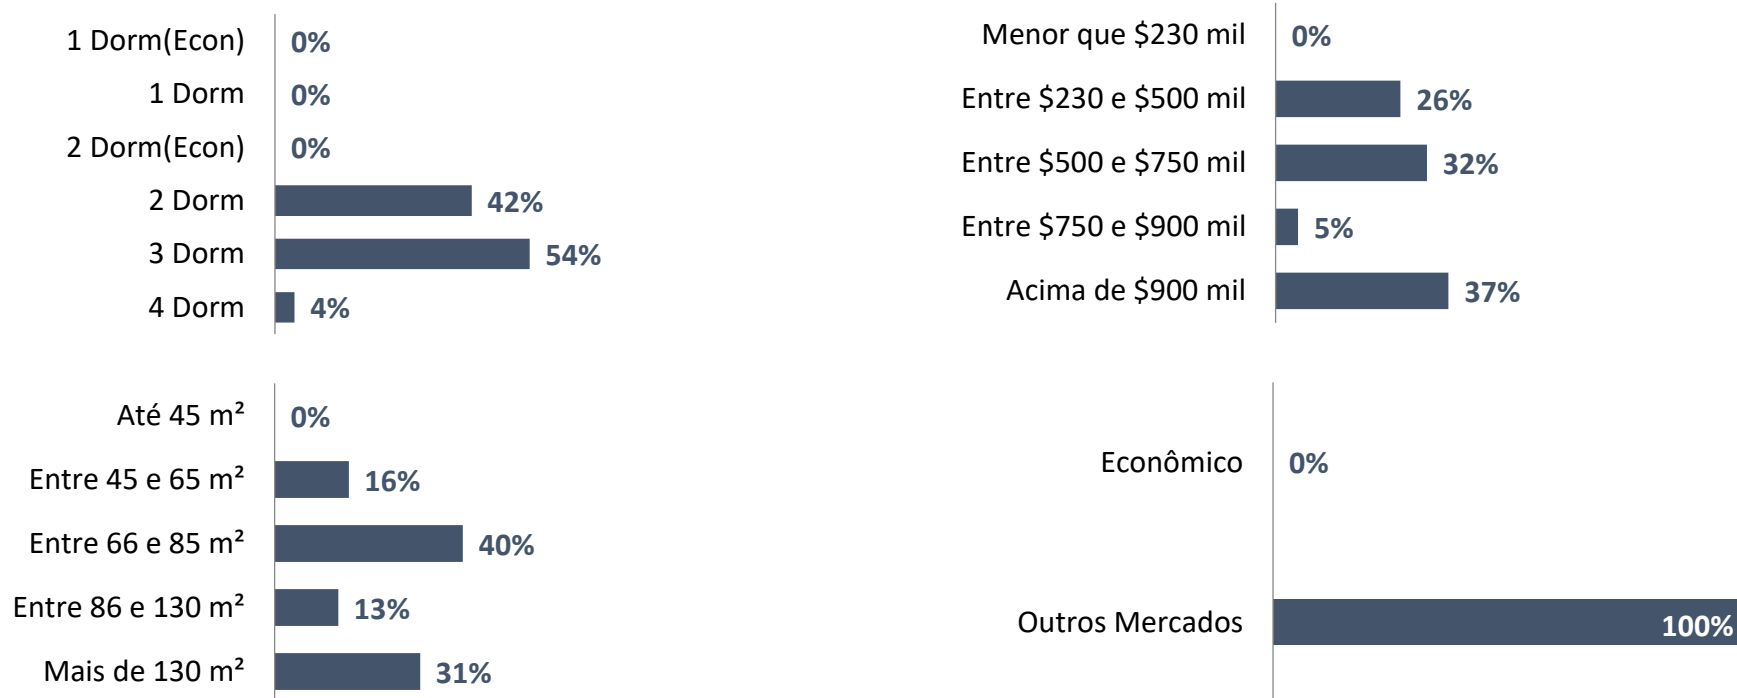 1 Dorm(Econ) 0%
1 Dorm 0%
2 Dorm(Econ) 0%
2 Dorm 42%
3 Dorm 54%
4 Dorm 4%
Menor que $230 mil 0%
Entre $230 e $500 mil 26%
Entre $500 e $750 mil 32%
Entre $750 e $900 mil 5%
Acima de $900 mil 37%
Até 45 m² 0%
Entre 45 e 65 m² 16%
Entre 66 e 85 m² 40%
Entre 86 e 130 m² 13%
Mais de 130 m² 31%
Econômico 0%
Outros Mercados 100%